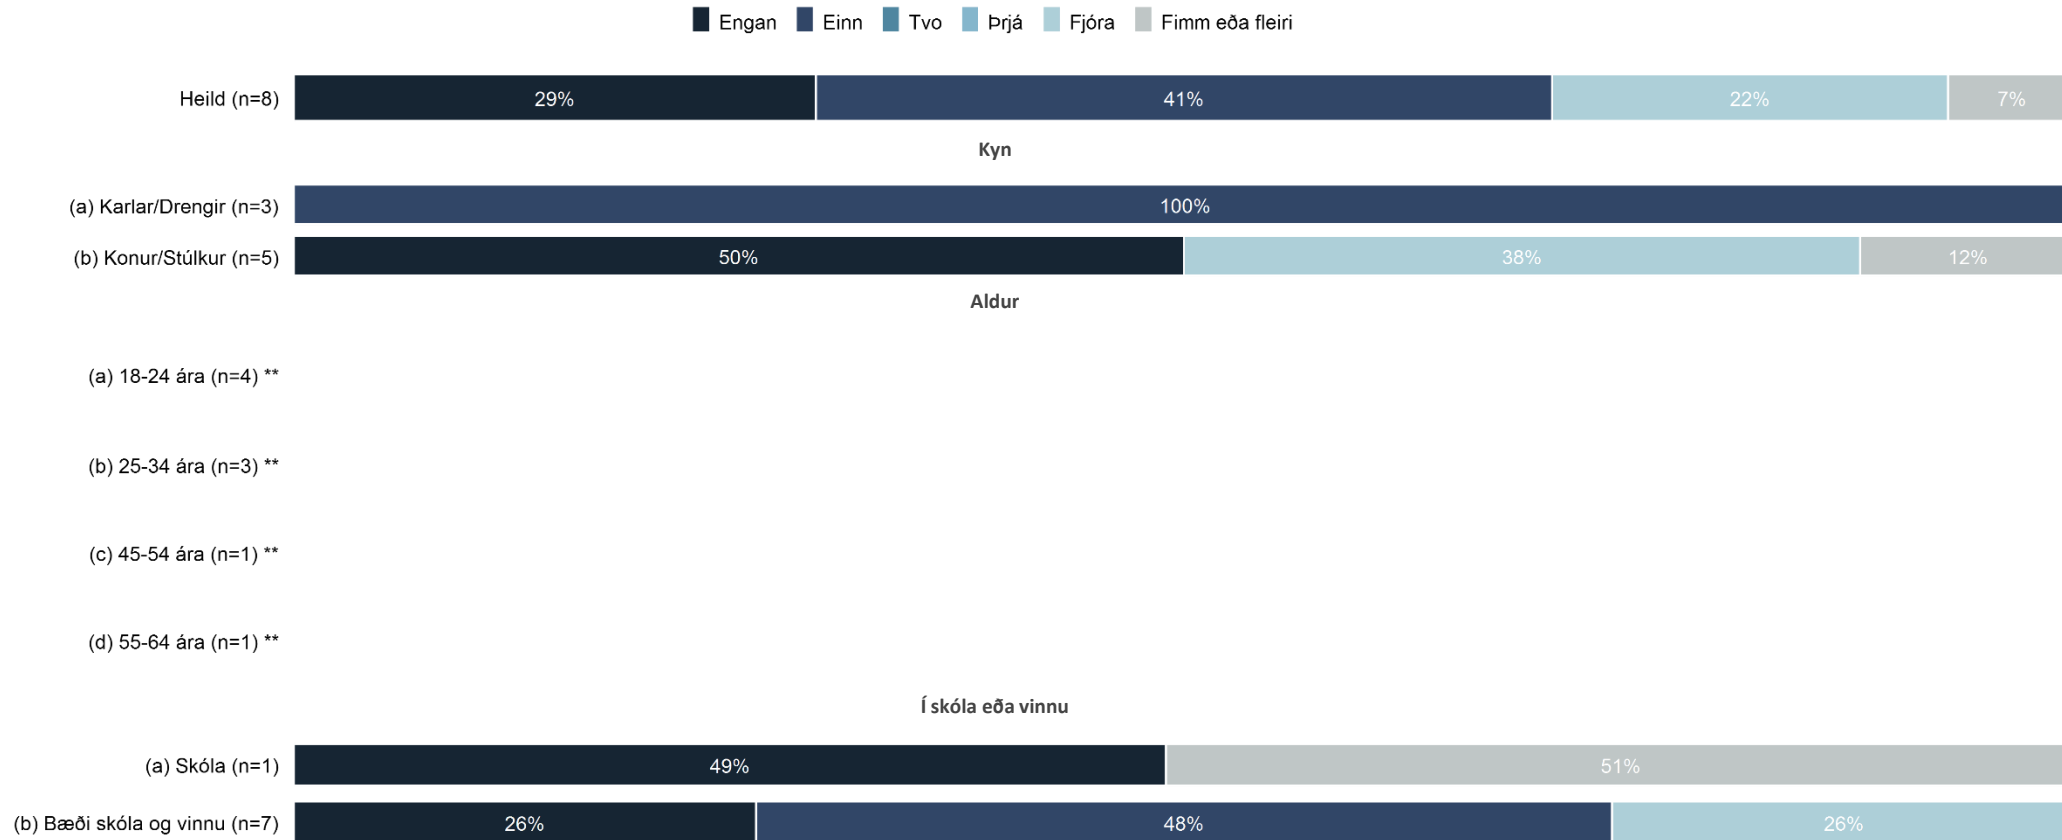 Engan Einn Tvo Þrjá Fjóra Fimm eða fleiri
Heild (n=8) 29% 41% 22% 7%
Kyn
(a) Karlar/Drengir (n=3) 100%
(b) Konur/Stúlkur (n=5) 50% 38% 12%
Aldur
(a) 18-24 ára (n=4) **
(b) 25-34 ára (n=3) **
(c) 45-54 ára (n=1) **
(d) 55-64 ára (n=1) **
Í skóla eða vinnu
(a) Skóla (n=1) 49% 51%
(b) Bæði skóla og vinnu (n=7) 26% 48% 26%